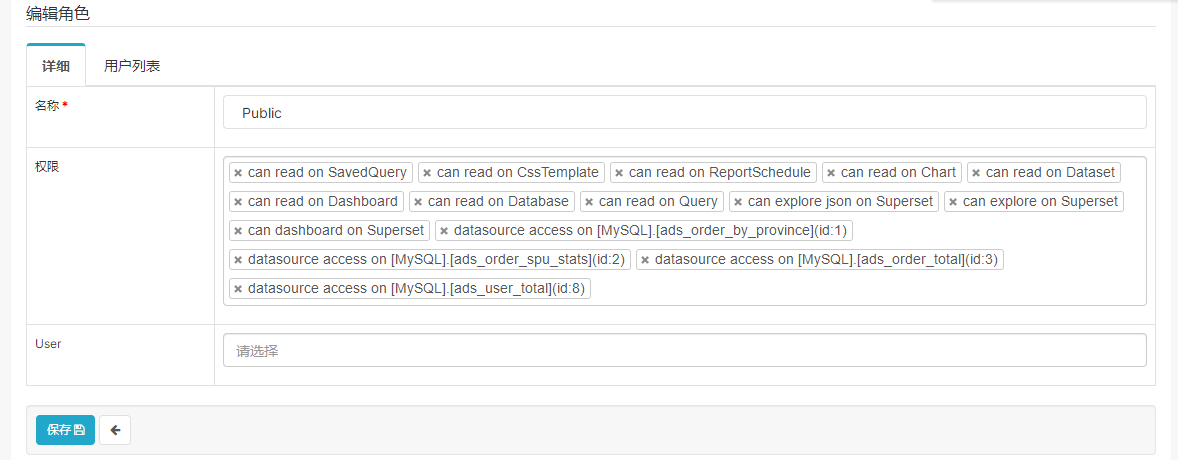 编辑角色
详细 用户列表
名称 * Public
权限 × can read on SavedQuery × can read on CssTemplate × can read on ReportSchedule × can read on Chart × can read on Dataset
× can read on Dashboard × can read on Database × can read on Query × can explore json on Superset × can explore on Superset
× can dashboard on Superset × datasource access on [MySQL].[ads_order_by_province](id:1)
× datasource access on [MySQL].[ads_order_spu_stats](id:2) × datasource access on [MySQL].[ads_order_total](id:3)
× datasource access on [MySQL].[ads_user_total](id:8)
User 请选择
保存